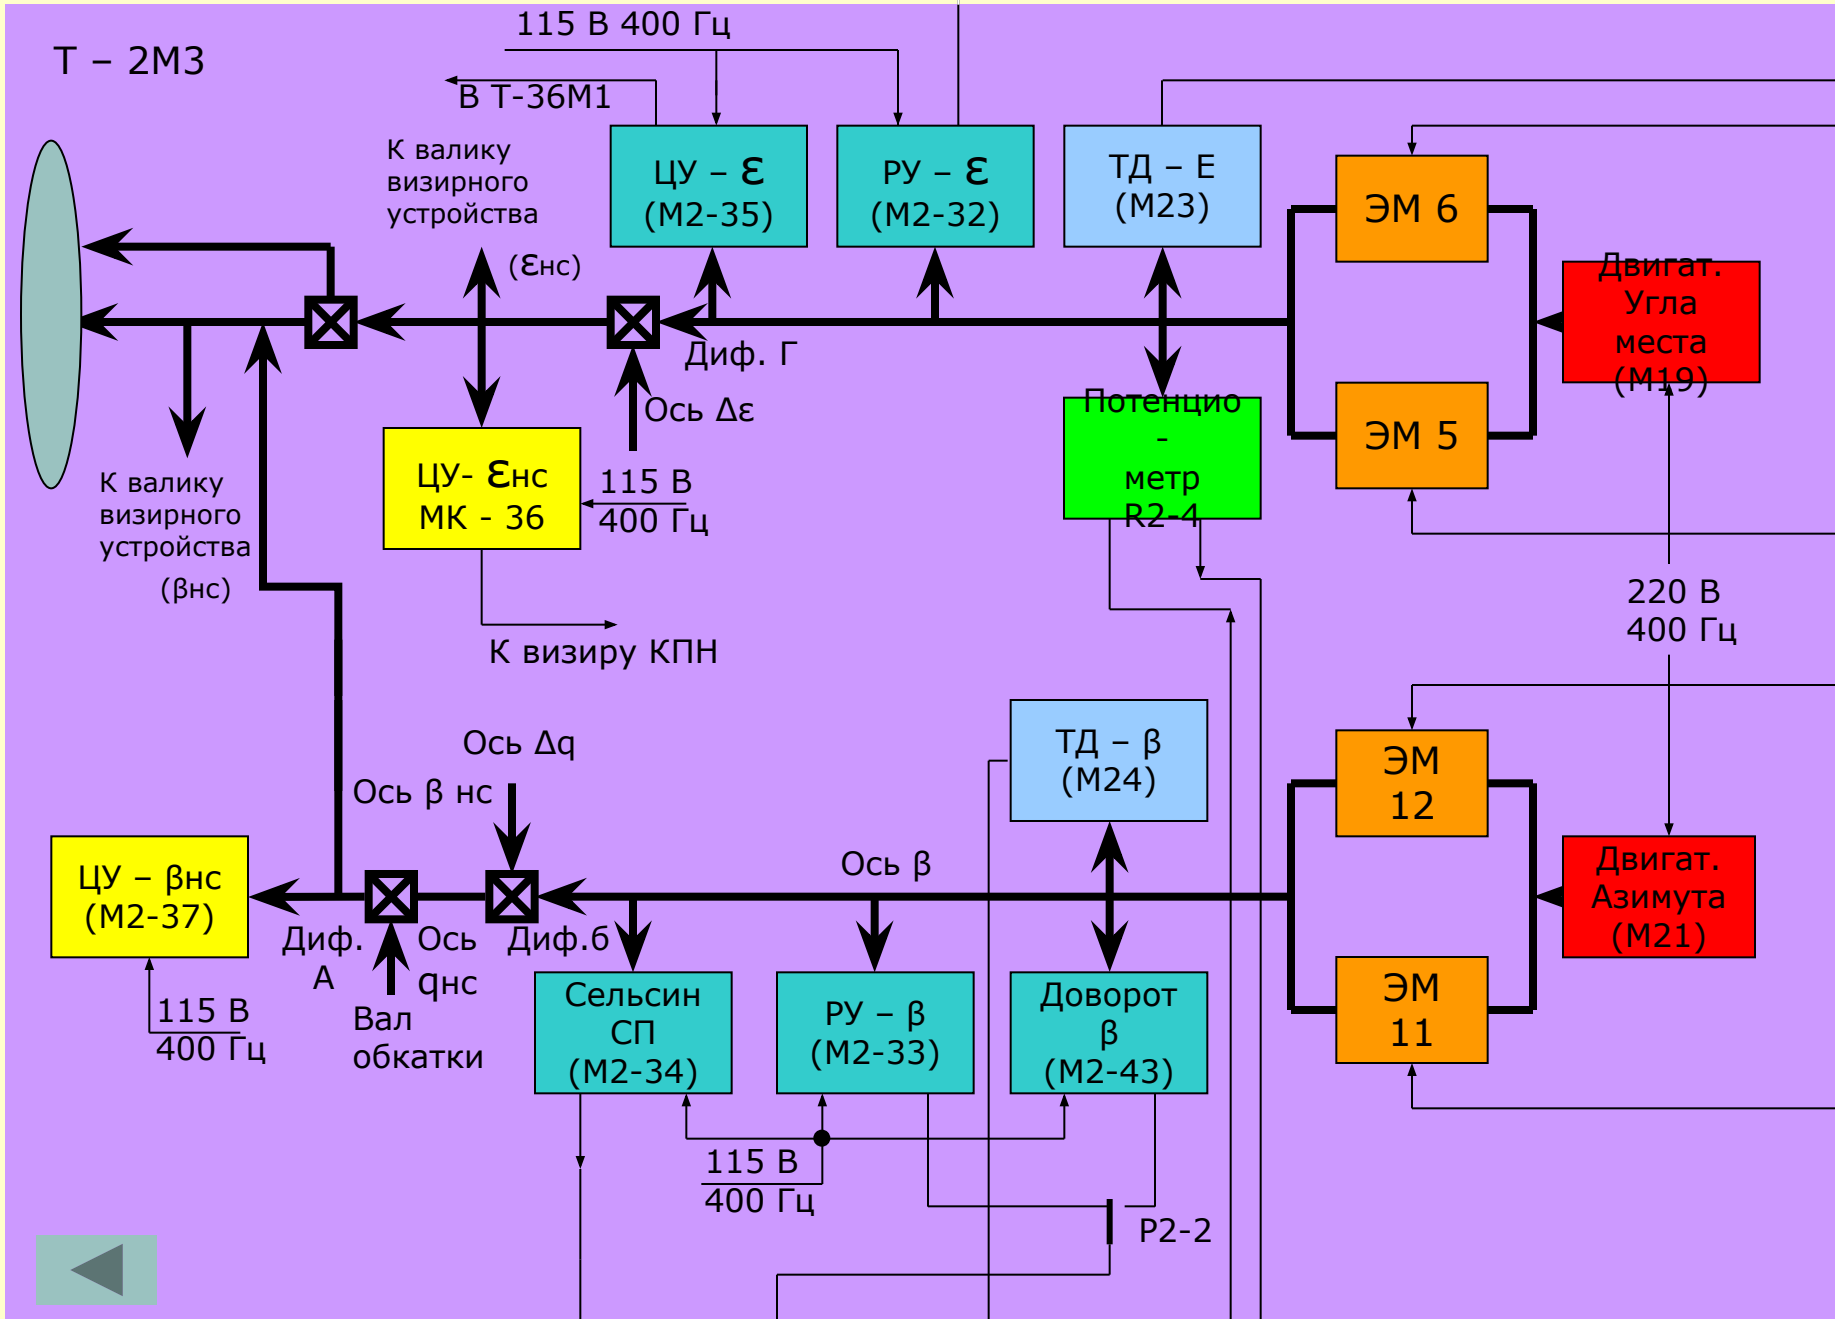 115 В 400 Гц
Т – 2М3
В Т-36М1
К валику
визирного
устройства
(εнс)
ЦУ – ε
(М2-35)
РУ – ε
(М2-32)
ТД – Е
(М23)
ЭМ 6
Двигат.
Угла
места
(М19)
Диф. Г
Ось Δε
Потенцио
-
метр
R2-4
ЭМ 5
ЦУ- εнс
МК - 36
115 В
400 Гц
К валику
визирного
устройства
(βнс)
К визиру КПН
220 В
400 Гц
Ось Δq
Ось β нс
ТД – β
(М24)
ЭМ
12
Ось β
ЦУ – βнс
(М2-37)
Двигат.
Азимута
(М21)
Диф.
А
Ось
qнс
Диф.б
Вал
обкатки
115 В
400 Гц
Сельсин
СП
(М2-34)
РУ – β
(М2-33)
Доворот
β
(М2-43)
ЭМ
11
115 В
400 Гц
Р2-2